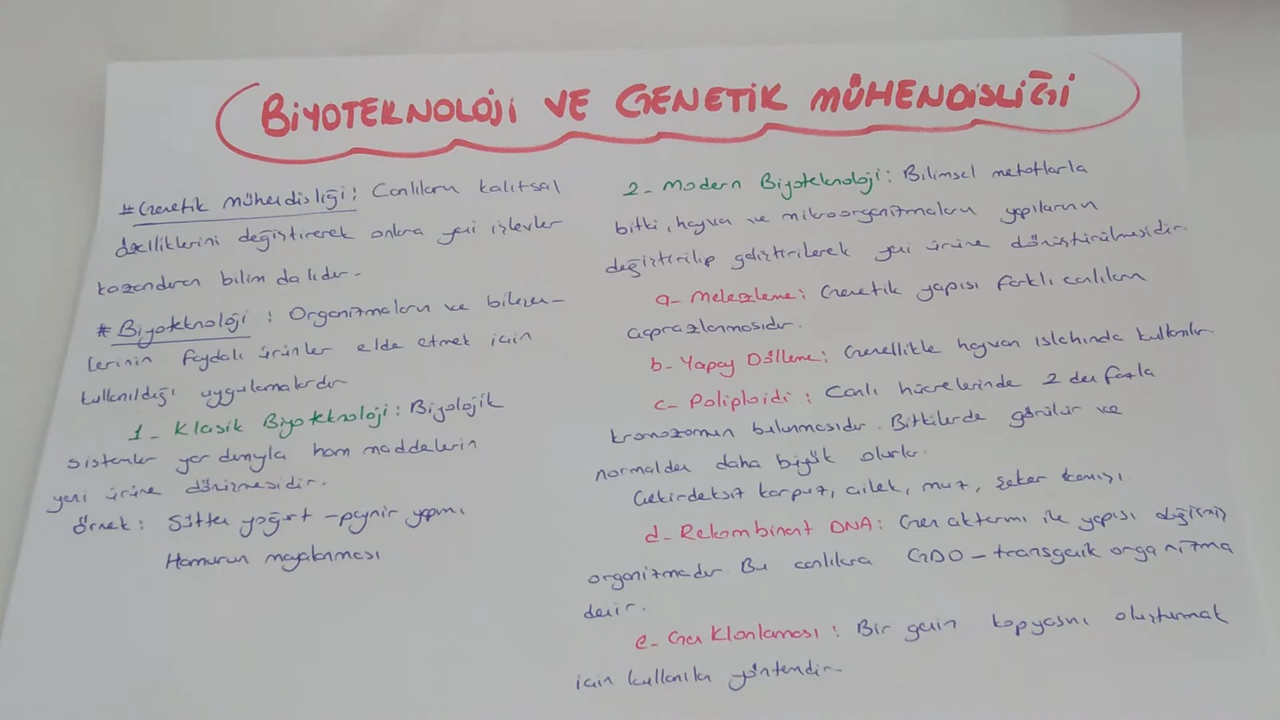 BİYOTEKNOLOJİ VE GENETİK MÜHENDİSLİĞİ
# Genetik Mühendisliği: Canlıların kalıtsal
özelliklerini değiştirerek onlara yeni işlevler
kazandıran bilim dalıdır.
# Biyoteknoloji: Organizmaların ve bileşen-
lerinin faydalı ürünler elde etmek için
kullanıldığı uygulamalardır
1- Klasik Biyoteknoloji: Biyolojik
sistemler yardımıyla ham maddelerin
yeni ürüne dönüşmesidir.
Örnek: Sütten yoğurt - peynir yapımı
Hamurun mayalanması
2- Modern Biyoteknoloji: Bilimsel metotlarla
bitki, hayvan ve mikroorganizmaların yapılarının
değiştirilip geliştirilerek yeni ürüne dönüştürülmesidir.
a- Melezleme: Genetik yapısı farklı canlıların
çaprazlanmasıdır.
b- Yapay Dölleme: Genellikle hayvan ıslahında kullanılır.
c- Poliploidi: Canlı hücrelerinde 2 den fazla
kromozomun bulunmasıdır. Bitkilerde görülür ve
normalden daha büyük olurlar.
Çekirdeksiz karpuz, çilek, muz, şeker kamışı
d- Rekombinant DNA: Gen aktarımı ile yapısı değişmiş
organizmadır. Bu canlılara GDO - transgenik organizma
denir.
e- Gen Klonlaması: Bir genin kopyasını oluşturmak
için kullanılan yöntemdir.